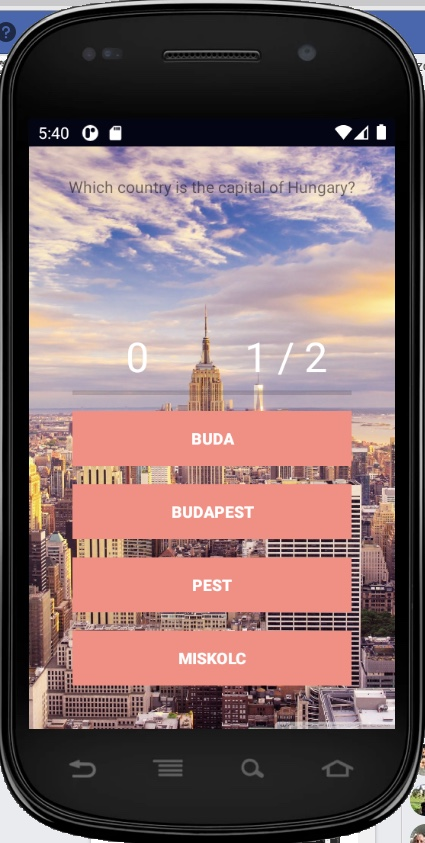 5:40
Which country is the capital of Hungary?
0 1 / 2
BUDA
BUDAPEST
PEST
MISKOLC